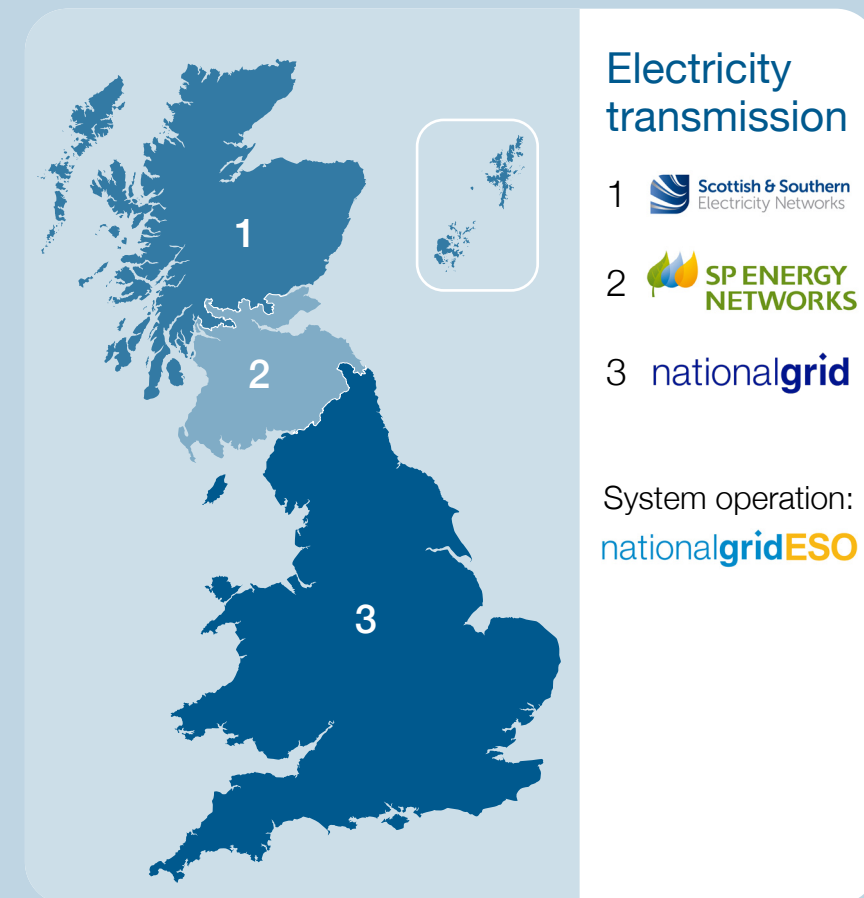 Electricity
transmission
1 Scottish & Southern
Electricity Networks
2 SP ENERGY
NETWORKS
3 nationalgrid
System operation:
nationalgridESO
1
2
3